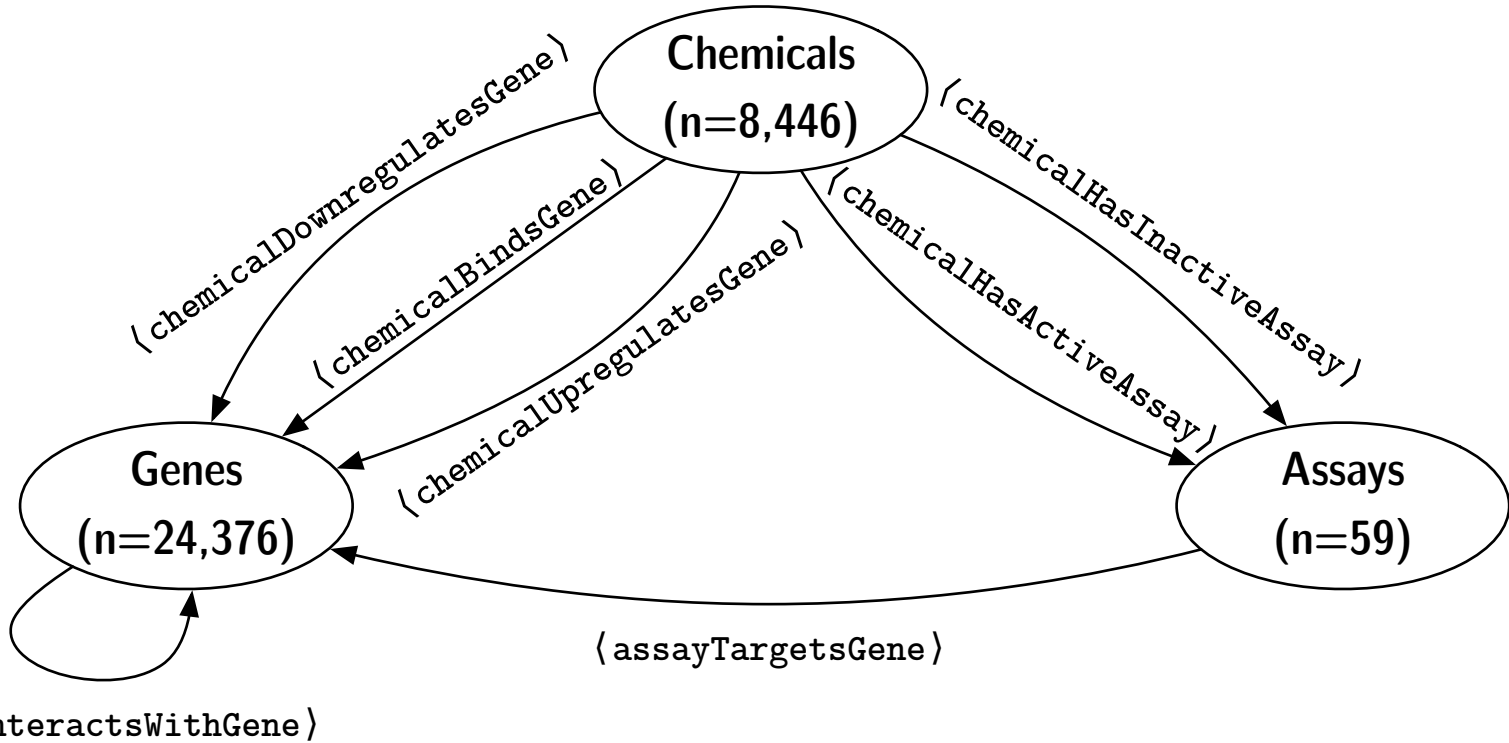 Chemicals
(n=8,446)
⟨chemicalDownregulatesGene⟩
⟨chemicalBindsGene⟩
⟨chemicalUpregulatesGene⟩
⟨chemicalHasActiveAssay⟩
⟨chemicalHasInactiveAssay⟩
Genes
(n=24,376)
Assays
(n=59)
⟨assayTargetsGene⟩
nteractsWithGene⟩